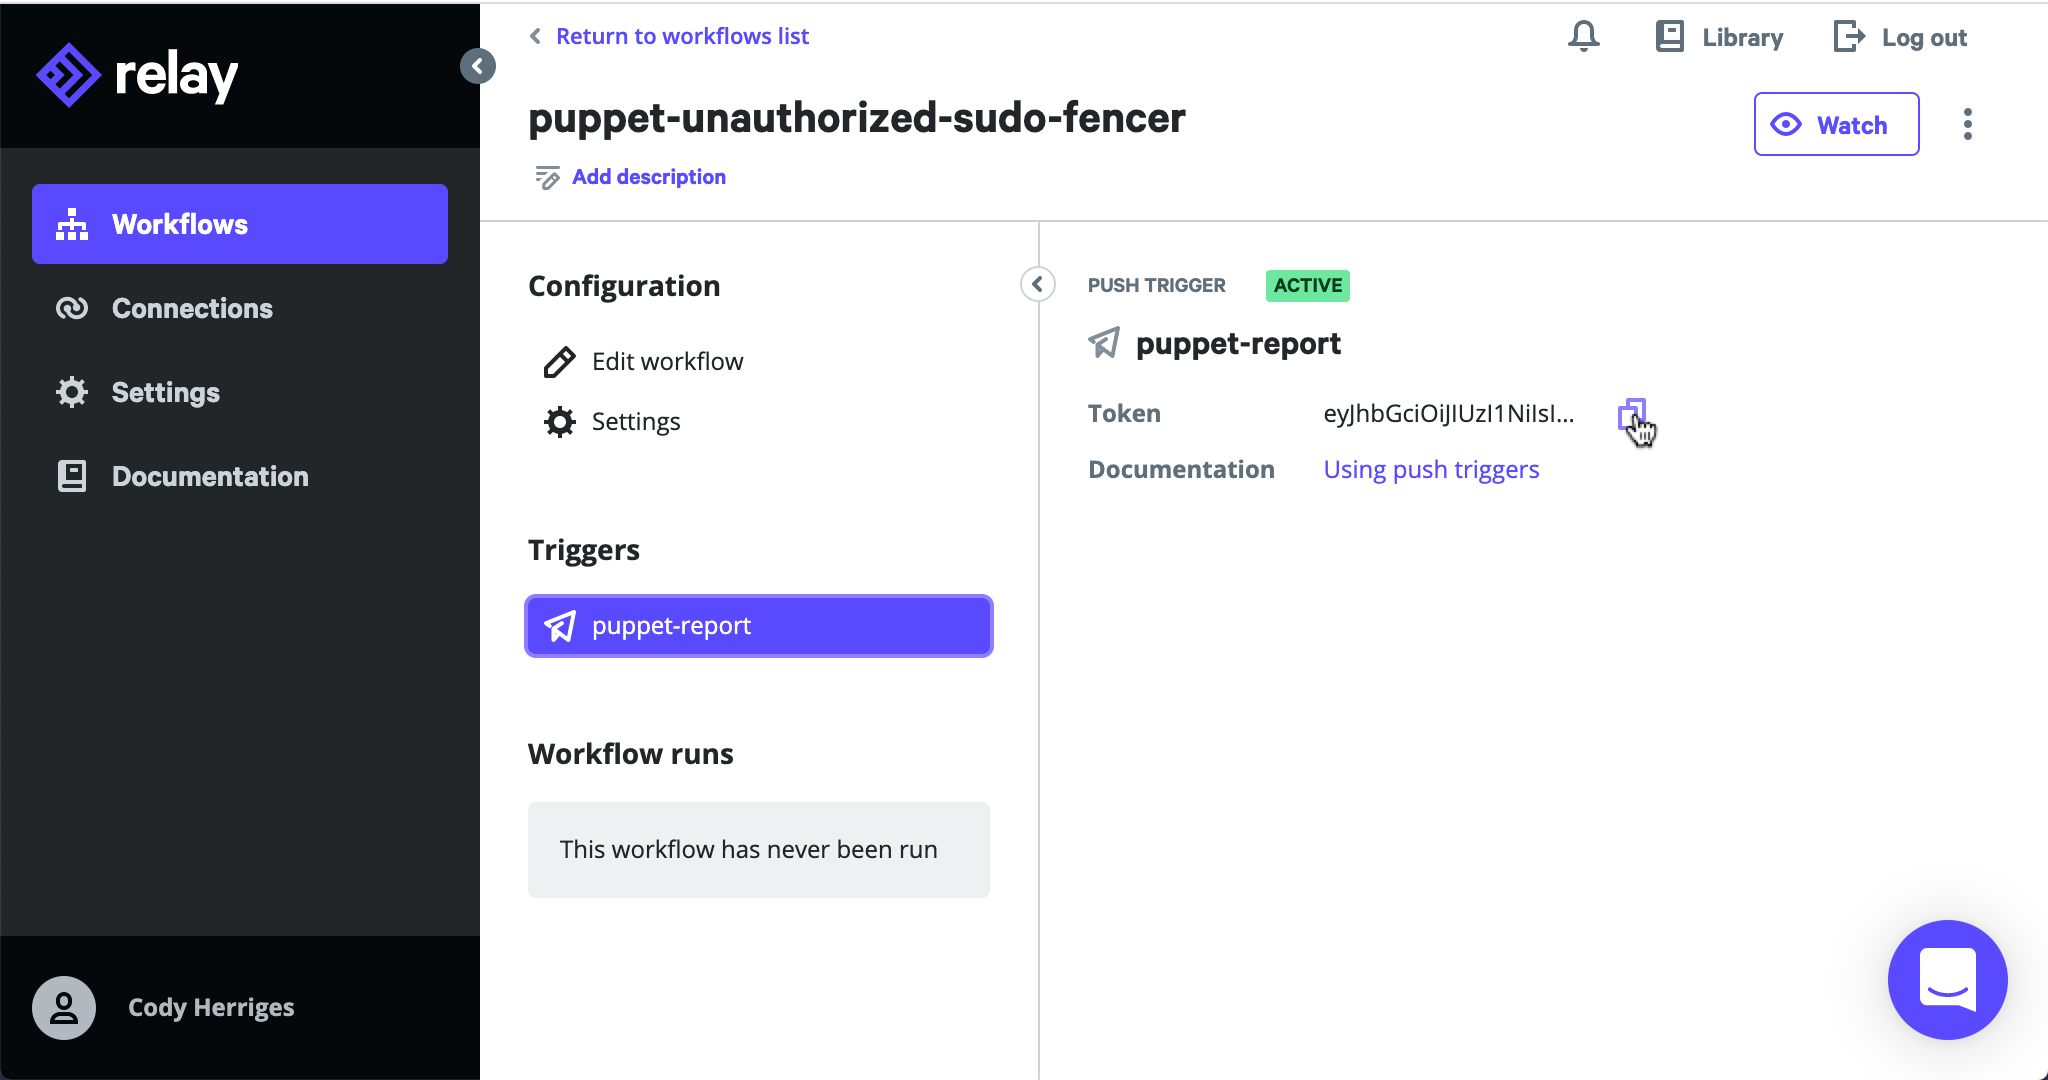 relay
Workflows
Connections
Settings
Documentation
Cody Herriges
Return to workflows list
Library
Log out
puppet-unauthorized-sudo-fencer
Watch
Add description
Configuration
Edit workflow
Settings
Triggers
puppet-report
Workflow runs
This workflow has never been run
PUSH TRIGGER ACTIVE
puppet-report
Token eyJhbGciOiJIUzI1NiIsI...
Documentation Using push triggers